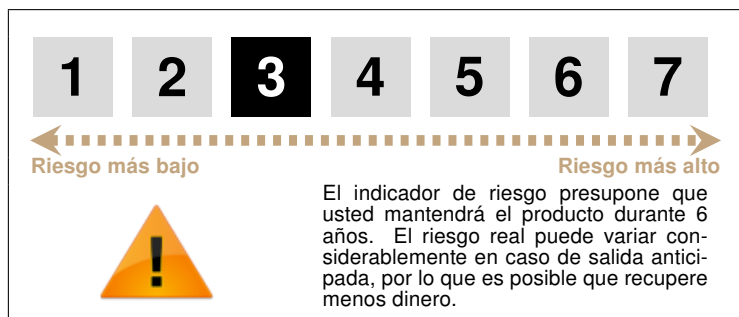 1 2 3 4 5 6 7
Riesgo más bajo Riesgo más alto
El indicador de riesgo presupone que
usted mantendrá el producto durante 6
años. El riesgo real puede variar con-
siderablemente en caso de salida antici-
pada, por lo que es posible que recupere
menos dinero.